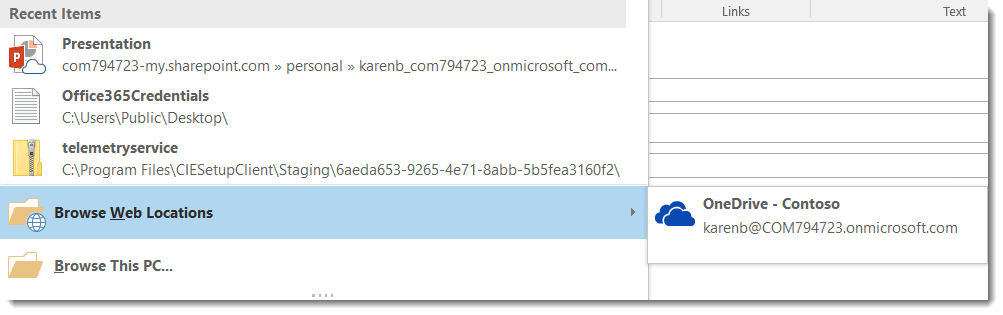 Recent Items
Links
Text
Presentation
com794723-my.sharepoint.com » personal » karenb_com794723_onmicrosoft_com...
Office365Credentials
C:\Users\Public\Desktop\
telemetryservice
C:\Program Files\CIESetupClient\Staging\6aeda653-9265-4e71-8abb-5b5fea3160f2\
Browse Web Locations
OneDrive - Contoso
karenb@COM794723.onmicrosoft.com
Browse This PC...